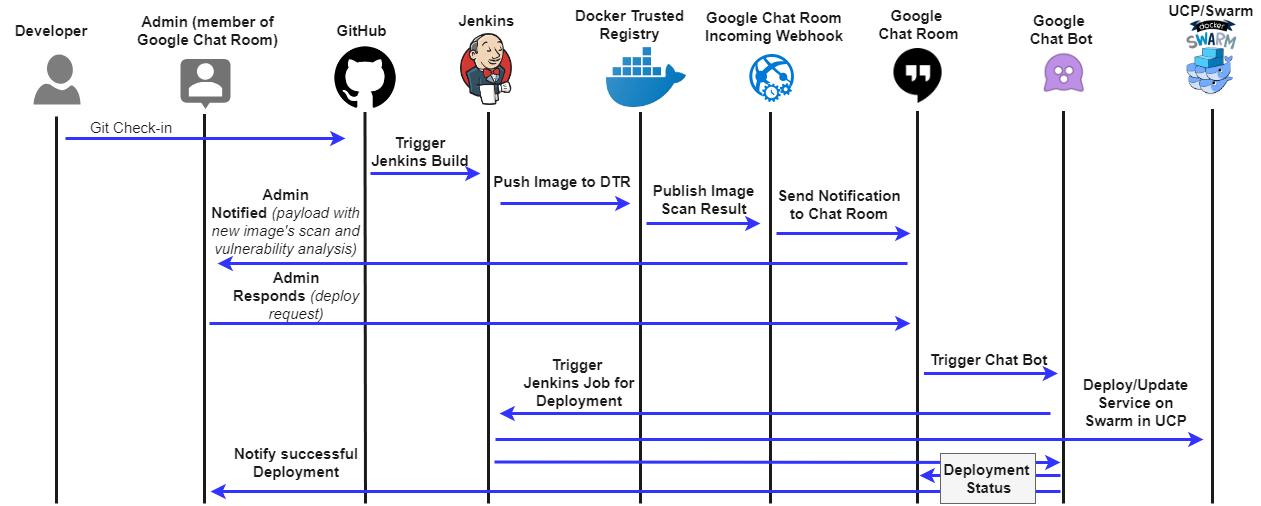 Developer
Admin (member of
Google Chat Room)
GitHub
Jenkins
Docker Trusted
Registry
Google Chat Room
Incoming Webhook
Google
Chat Room
Google
Chat Bot
UCP/Swarm
docker
SWARM
Git Check-in
Trigger
Jenkins Build
Push Image to DTR
Publish Image
Scan Result
Send Notification
to Chat Room
Admin
Notified (payload with
new image's scan and
vulnerability analysis)
Admin
Responds (deploy
request)
Trigger Chat Bot
Trigger
Jenkins Job for
Deployment
Deploy/Update
Service on
Swarm in UCP
Notify successful
Deployment
Deployment
Status